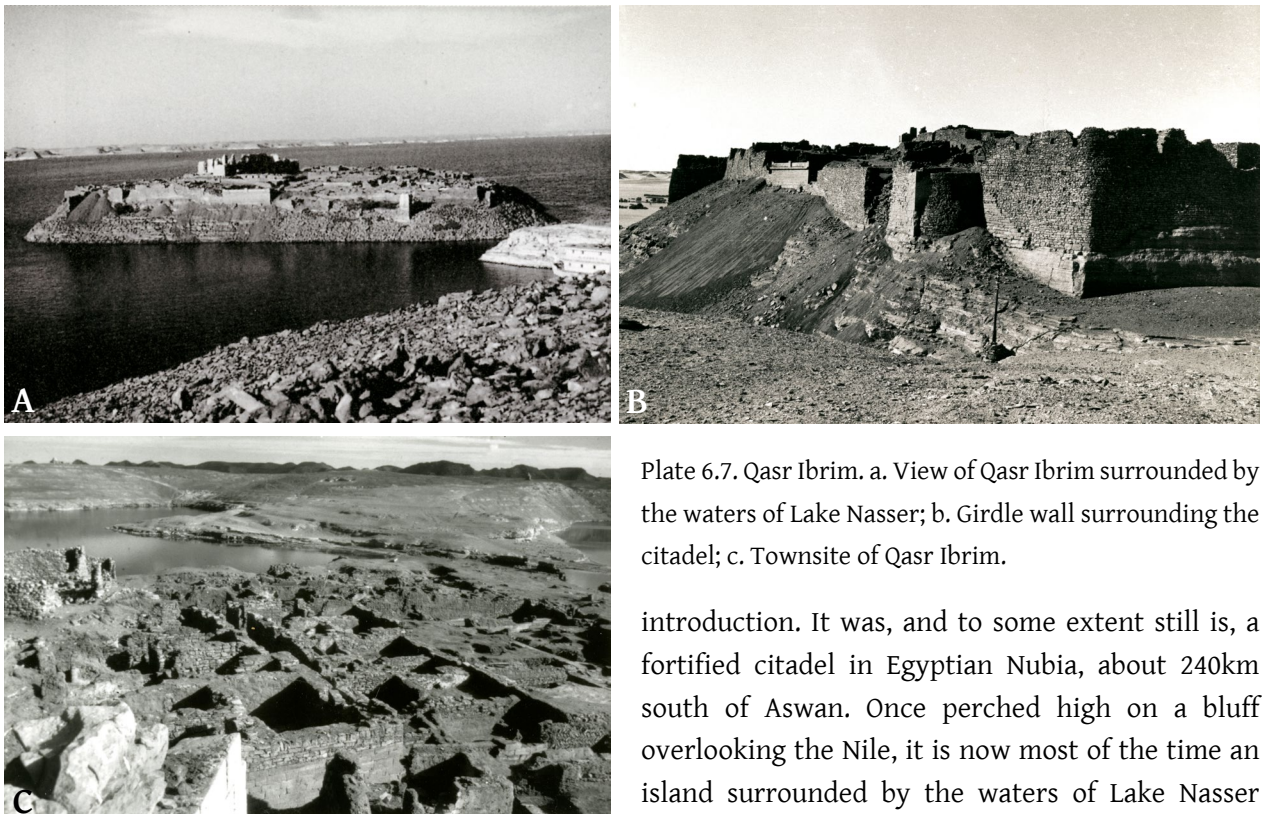 A
B
C
Plate 6.7. Qasr Ibrim. a. View of Qasr Ibrim surrounded by
the waters of Lake Nasser; b. Girdle wall surrounding the
citadel; c. Townsite of Qasr Ibrim.
introduction. It was, and to some extent still is, a
fortified citadel in Egyptian Nubia, about 240km
south of Aswan. Once perched high on a bluff
overlooking the Nile, it is now most of the time an
island surrounded by the waters of Lake Nasser